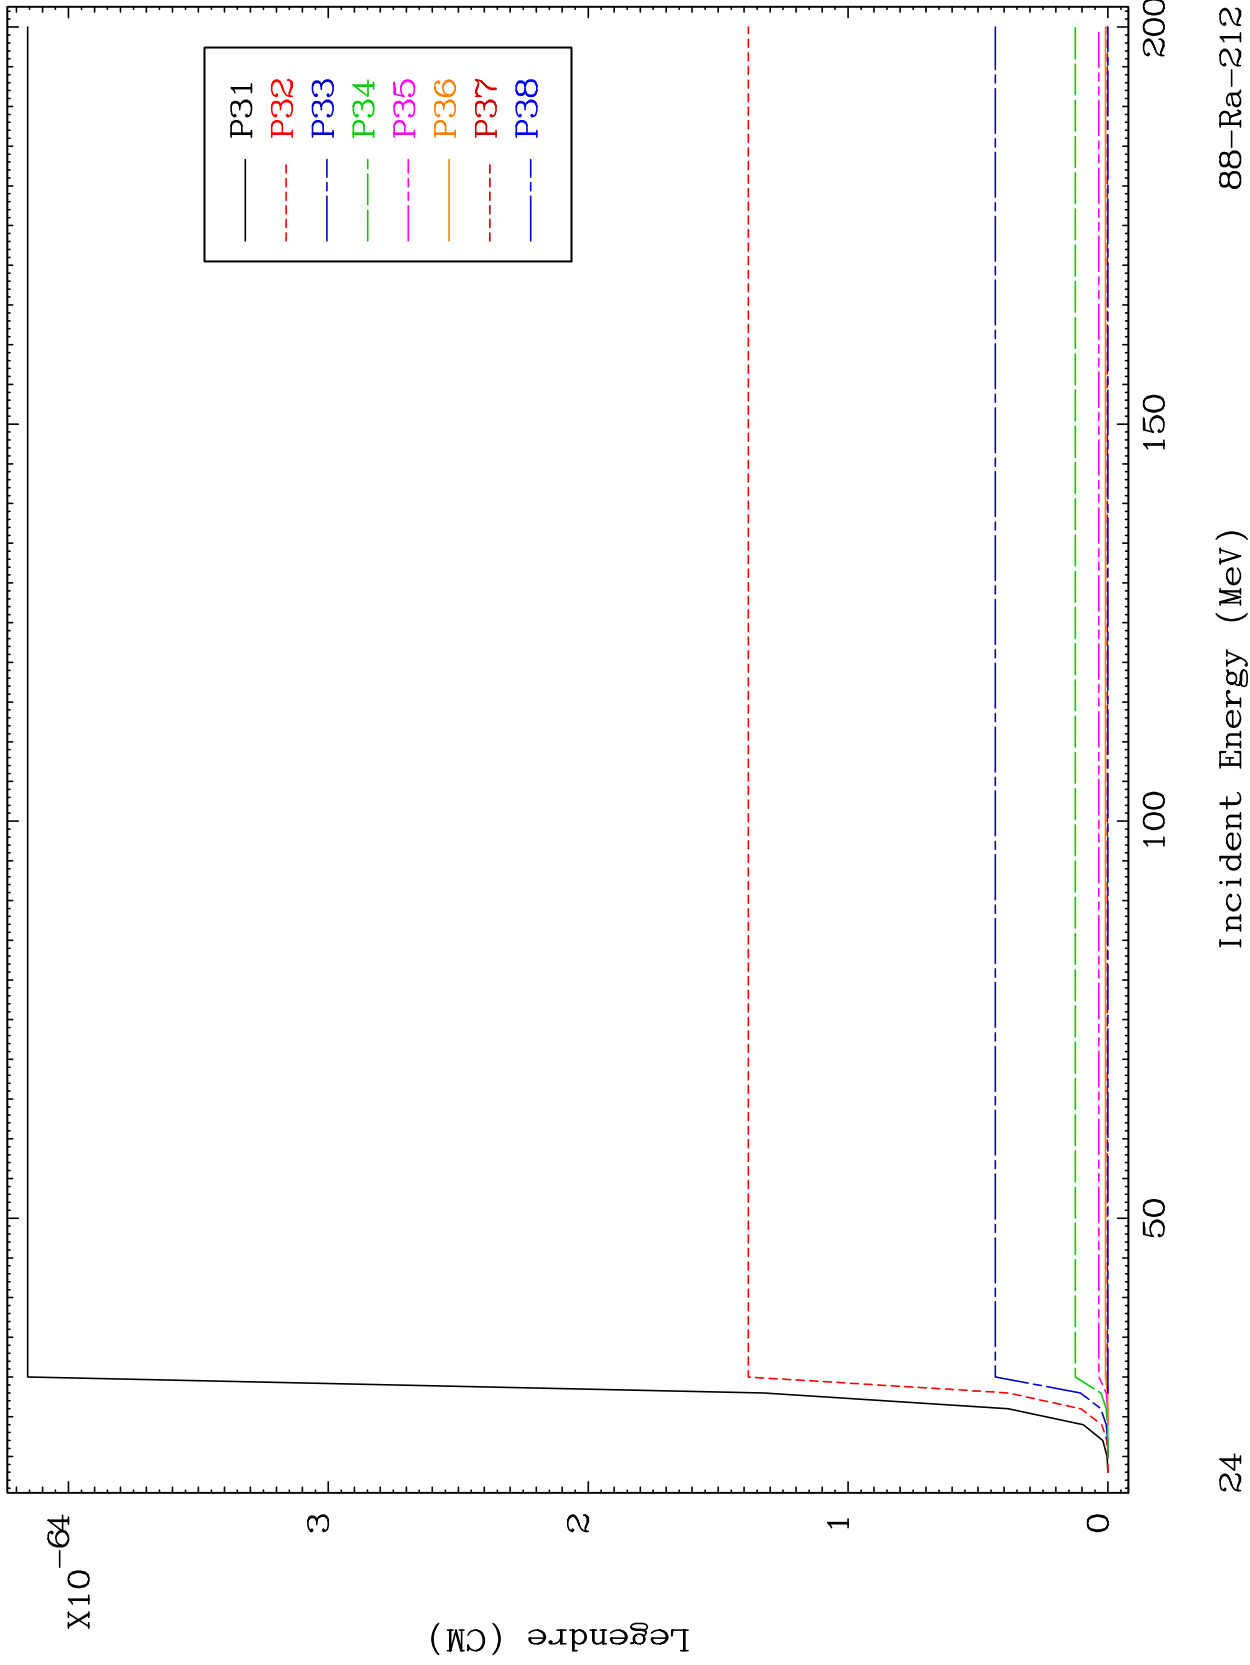 X10 -64
3
2
1
0
Legendre (CM)
P31
P32
P33
P34
P35
P36
P37
P38
50
100
150
200
24
Incident Energy (MeV)
88-Ra-212